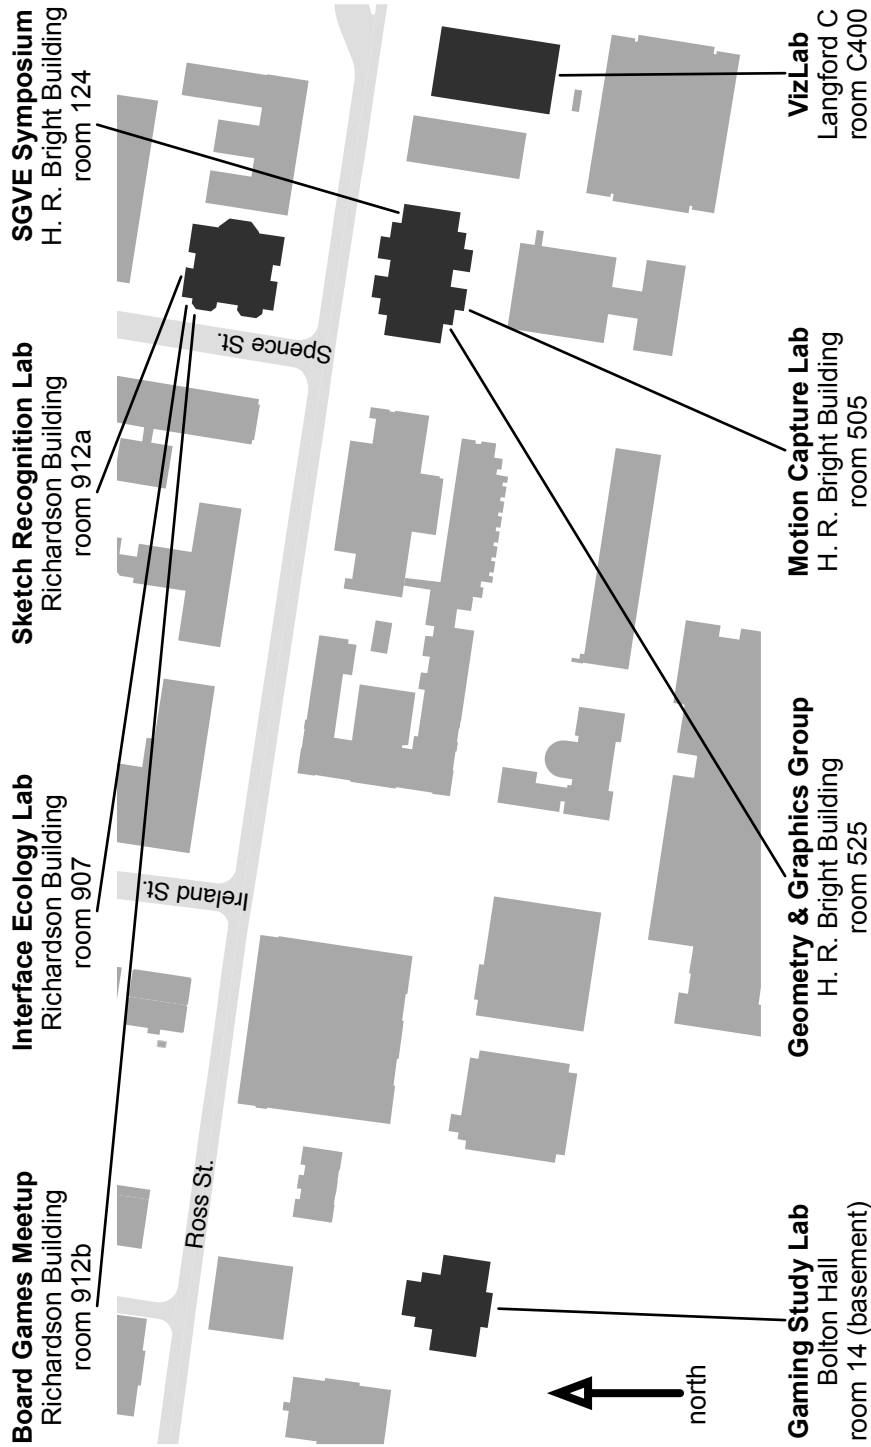 Board Games Meetup
Richardson Building
room 912b
Interface Ecology Lab
Richardson Building
room 907
Sketch Recognition Lab
Richardson Building
room 912a
SGVE Symposium
H. R. Bright Building
room 124
Spence St.
Ireland St.
Ross St.
north
Gaming Study Lab
Bolton Hall
room 14 (basement)
Geometry & Graphics Group
H. R. Bright Building
room 525
Motion Capture Lab
H. R. Bright Building
room 505
VizLab
Langford C
room C400